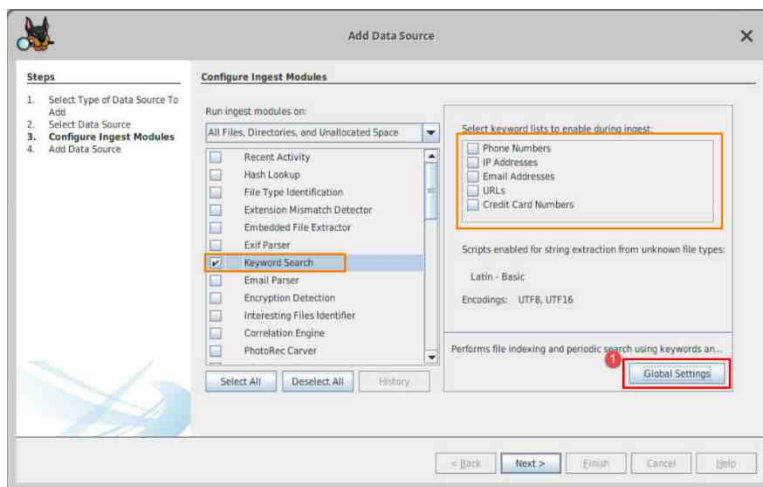 Add Data Source
Steps
1. Select Type of Data Source To
Add
2. Select Data Source
3. Configure Ingest Modules
4. Add Data Source
Configure Ingest Modules
Run ingest modules on:
All Files, Directories, and Unallocated Space
Recent Activity
Hash Lookup
File Type Identification
Extension Mismatch Detector
Embedded File Extractor
Exif Parser
Keyword Search
Email Parser
Encryption Detection
Interesting Files Identifier
Correlation Engine
PhotoRec Carver
Select All Deselect All History
Select keyword lists to enable during ingest:
Phone Numbers
IP Addresses
Email Addresses
URLs
Credit Card Numbers
Scripts enabled for string extraction from unknown file types:
Latin - Basic
Encodings: UTF8, UTF16
Performs file indexing and periodic search using keywords an...
1
Global Settings
< Back Next > Finish Cancel Help